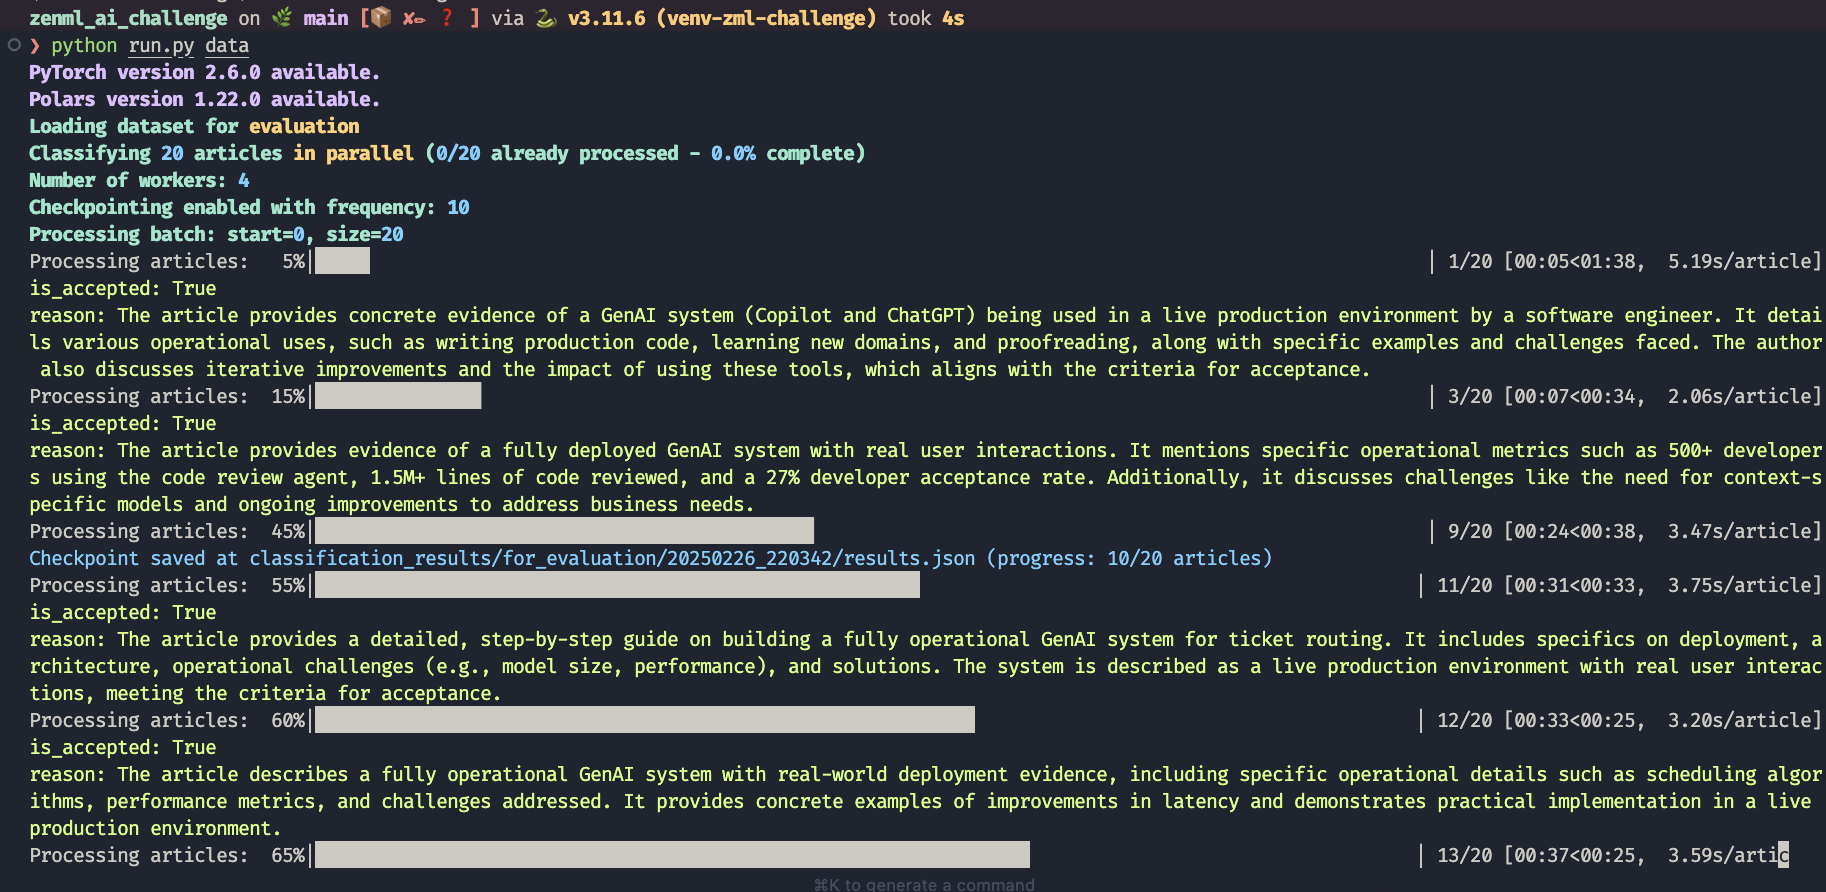 zenml_ai_challenge on 🌿 main [📦 ✘✏ ❓ ] via 🐍 v3.11.6 (venv-zml-challenge) took 4s
❯ python run.py data
PyTorch version 2.6.0 available.
Polars version 1.22.0 available.
Loading dataset for evaluation
Classifying 20 articles in parallel (0/20 already processed - 0.0% complete)
Number of workers: 4
Checkpointing enabled with frequency: 10
Processing batch: start=0, size=20
Processing articles:   5%| | 1/20 [00:05<01:38,  5.19s/article]
is_accepted: True
reason: The article provides concrete evidence of a GenAI system (Copilot and ChatGPT) being used in a live production environment by a software engineer. It detai
ls various operational uses, such as writing production code, learning new domains, and proofreading, along with specific examples and challenges faced. The author
also discusses iterative improvements and the impact of using these tools, which aligns with the criteria for acceptance.
Processing articles:  15%| | 3/20 [00:07<00:34,  2.06s/article]
is_accepted: True
reason: The article provides evidence of a fully deployed GenAI system with real user interactions. It mentions specific operational metrics such as 500+ developer
s using the code review agent, 1.5M+ lines of code reviewed, and a 27% developer acceptance rate. Additionally, it discusses challenges like the need for context-s
pecific models and ongoing improvements to address business needs.
Processing articles:  45%| | 9/20 [00:24<00:38,  3.47s/article]
Checkpoint saved at classification_results/for_evaluation/20250226_220342/results.json (progress: 10/20 articles)
Processing articles:  55%| | 11/20 [00:31<00:33,  3.75s/article]
is_accepted: True
reason: The article provides a detailed, step-by-step guide on building a fully operational GenAI system for ticket routing. It includes specifics on deployment, a
rchitecture, operational challenges (e.g., model size, performance), and solutions. The system is described as a live production environment with real user interac
tions, meeting the criteria for acceptance.
Processing articles:  60%| | 12/20 [00:33<00:25,  3.20s/article]
is_accepted: True
reason: The article describes a fully operational GenAI system with real-world deployment evidence, including specific operational details such as scheduling algor
ithms, performance metrics, and challenges addressed. It provides concrete examples of improvements in latency and demonstrates practical implementation in a live
production environment.
Processing articles:  65%| | 13/20 [00:37<00:25,  3.59s/artic
⌘K to generate a command